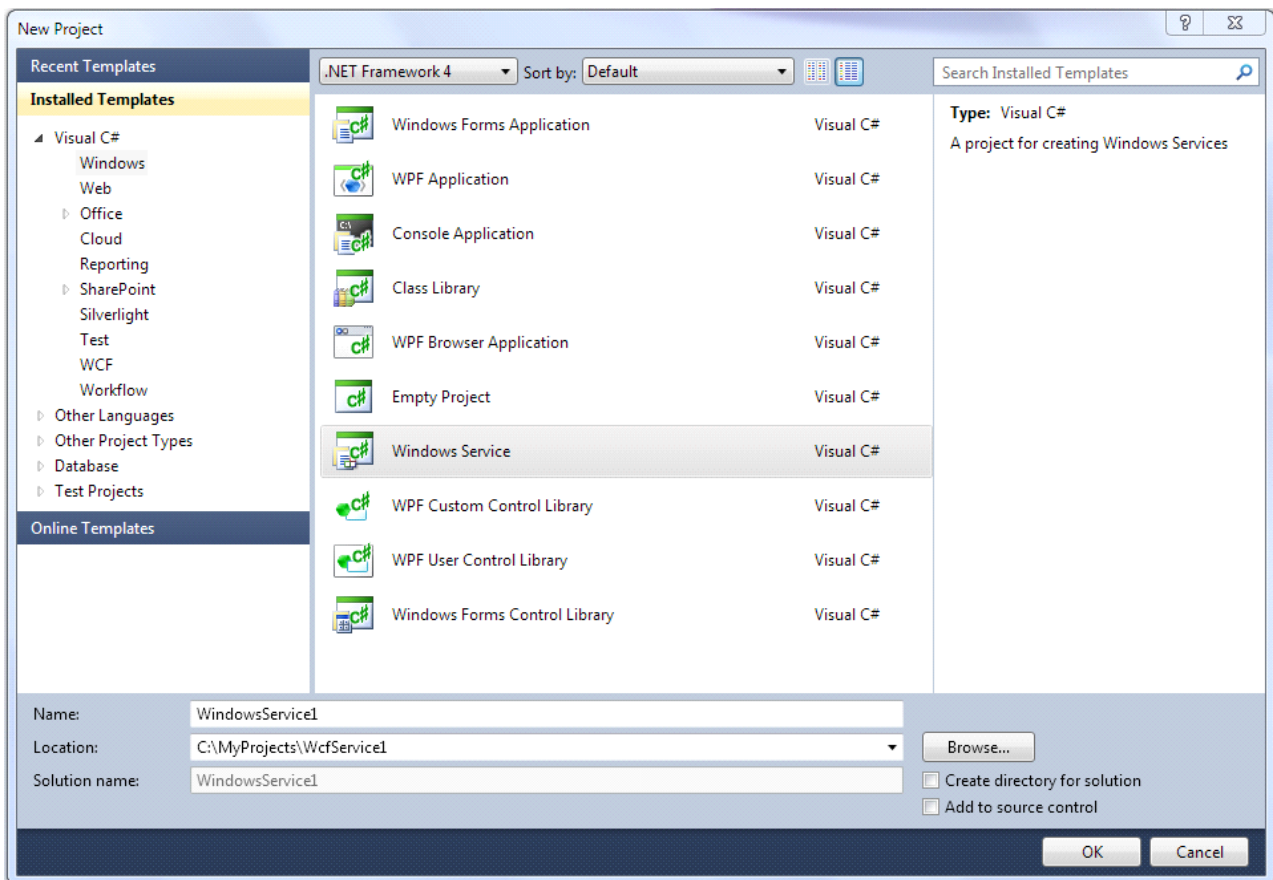 New Project
Recent Templates
Installed Templates
Visual C#
Windows
Web
Office
Cloud
Reporting
SharePoint
Silverlight
Test
WCF
Workflow
Other Languages
Other Project Types
Database
Test Projects
Online Templates
.NET Framework 4 Sort by: Default
Windows Forms Application Visual C#
WPF Application Visual C#
Console Application Visual C#
Class Library Visual C#
WPF Browser Application Visual C#
Empty Project Visual C#
Windows Service Visual C#
WPF Custom Control Library Visual C#
WPF User Control Library Visual C#
Windows Forms Control Library Visual C#
Search Installed Templates
Type: Visual C#
A project for creating Windows Services
Name: WindowsService1
Location: C:\MyProjects\WcfService1 Browse...
Solution name: WindowsService1
Create directory for solution
Add to source control
OK Cancel